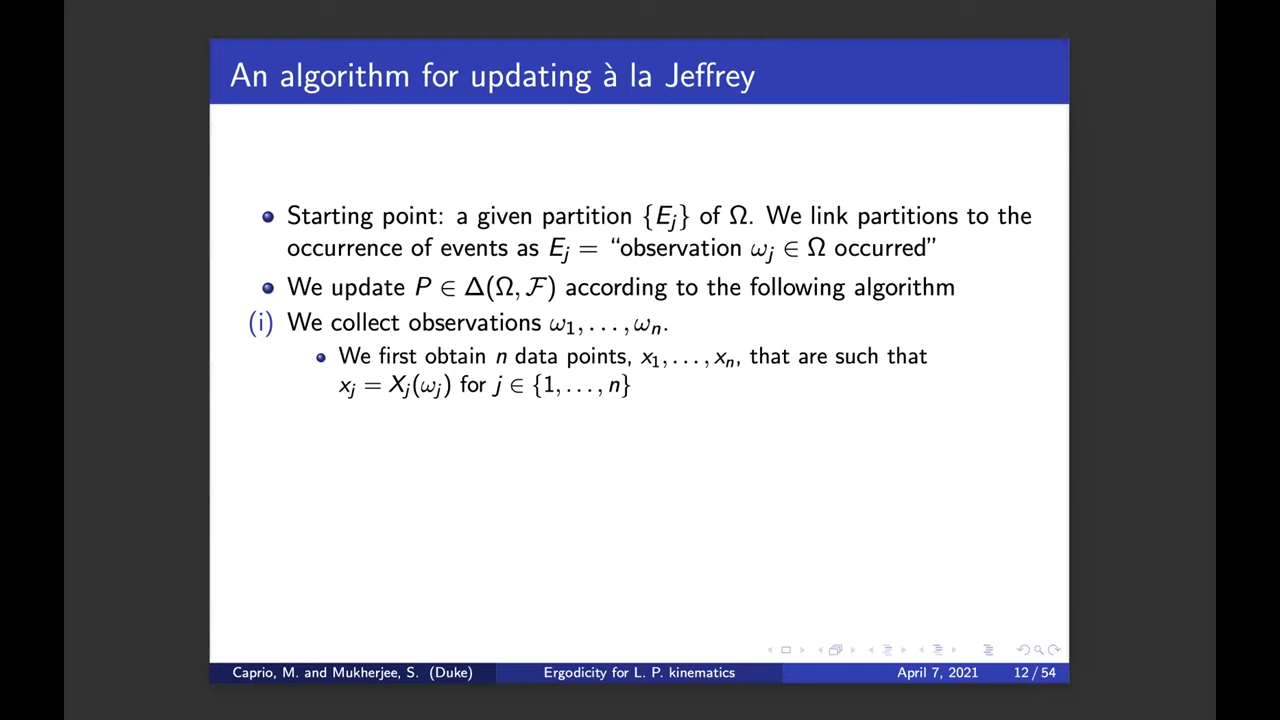 An algorithm for updating à la Jeffrey
Starting point: a given partition {E_j} of Ω. We link partitions to the
occurrence of events as E_j = “observation ω_j ∈ Ω occurred”
We update P ∈ Δ(Ω, ℱ) according to the following algorithm
(i) We collect observations ω_1, . . . , ω_n.
We first obtain n data points, x_1, . . . , x_n, that are such that
x_j = X_j(ω_j) for j ∈ {1, . . . , n}
Caprio, M. and Mukherjee, S. (Duke) Ergodicity for L. P. kinematics April 7, 2021 12 / 54